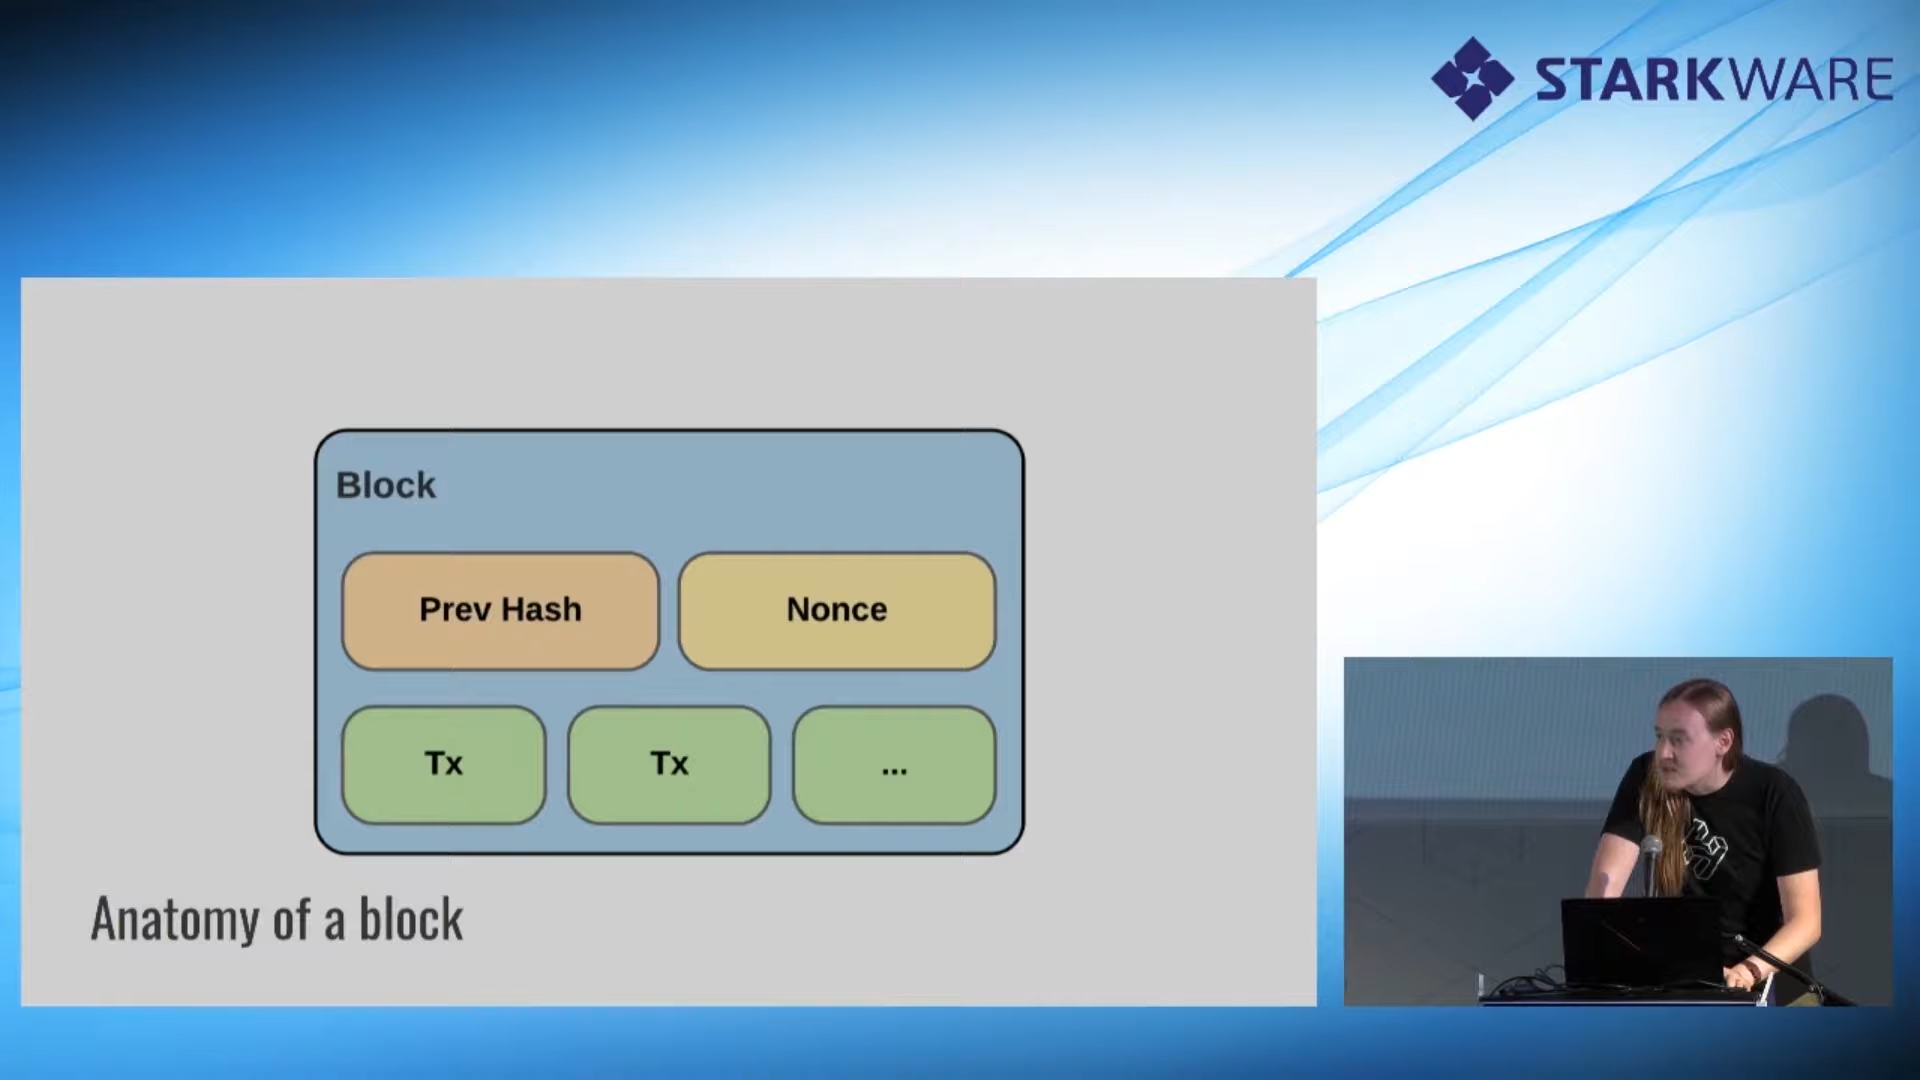 STARKWARE
Block
Prev Hash
Nonce
Tx
Tx
...
Anatomy of a block